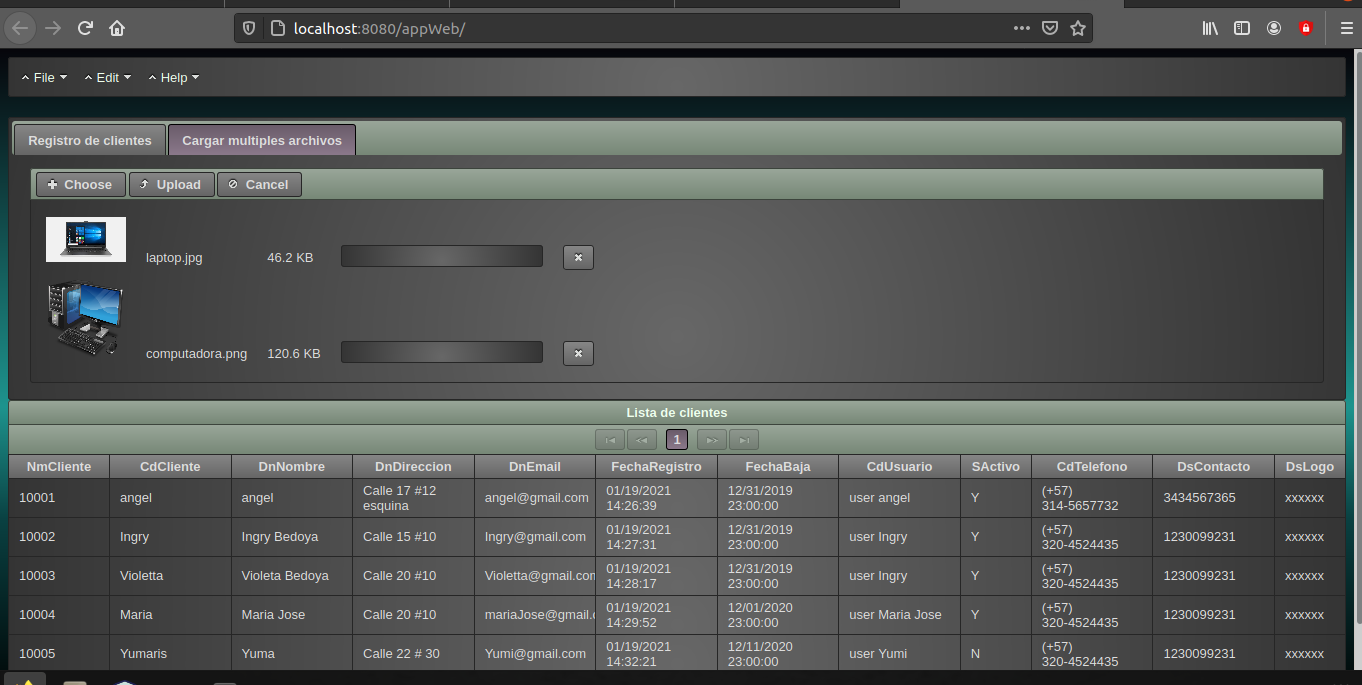 localhost:8080/appWeb/
File Edit Help
Registro de clientes Cargar multiples archivos
Choose Upload Cancel
laptop.jpg 46.2 KB
computadora.png 120.6 KB
Lista de clientes
1
NmCliente CdCliente DnNombre DnDireccion DnEmail FechaRegistro FechaBaja CdUsuario SActivo CdTelefono DsContacto DsLogo
10001 angel angel Calle 17 #12 esquina angel@gmail.com 01/19/2021 14:26:39 12/31/2019 23:00:00 user angel Y (+57) 314-5657732 3434567365 xxxxxx
10002 Ingry Ingry Bedoya Calle 15 #10 Ingry@gmail.com 01/19/2021 14:27:31 12/31/2019 23:00:00 user Ingry Y (+57) 320-4524435 1230099231 xxxxxx
10003 Violetta Violeta Bedoya Calle 20 #10 Violetta@gmail.com 01/19/2021 14:28:17 12/31/2019 23:00:00 user Ingry Y (+57) 320-4524435 1230099231 xxxxxx
10004 Maria Maria Jose Calle 20 #10 mariaJose@gmail. 01/19/2021 14:29:52 12/01/2020 23:00:00 user Maria Jose Y (+57) 320-4524435 1230099231 xxxxxx
10005 Yumaris Yuma Calle 22 # 30 Yumi@gmail.com 01/19/2021 14:32:21 12/11/2020 23:00:00 user Yumi N (+57) 320-4524435 1230099231 xxxxxx